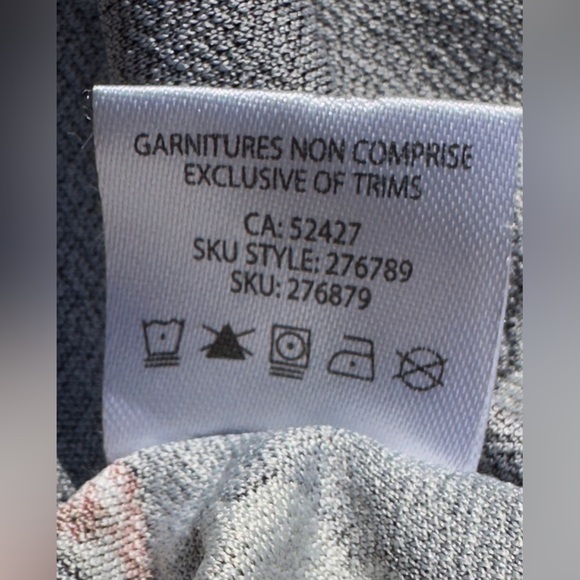 GARNITURES NON COMPRISE
EXCLUSIVE OF TRIMS
CA: 52427
SKU STYLE: 276789
SKU: 276879